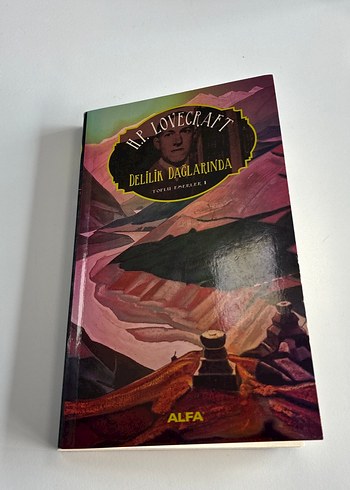 H.P. LOVECRAFT
DELİLİK DAĞLARINDA
TOPLU ESERLER 1
ALFA